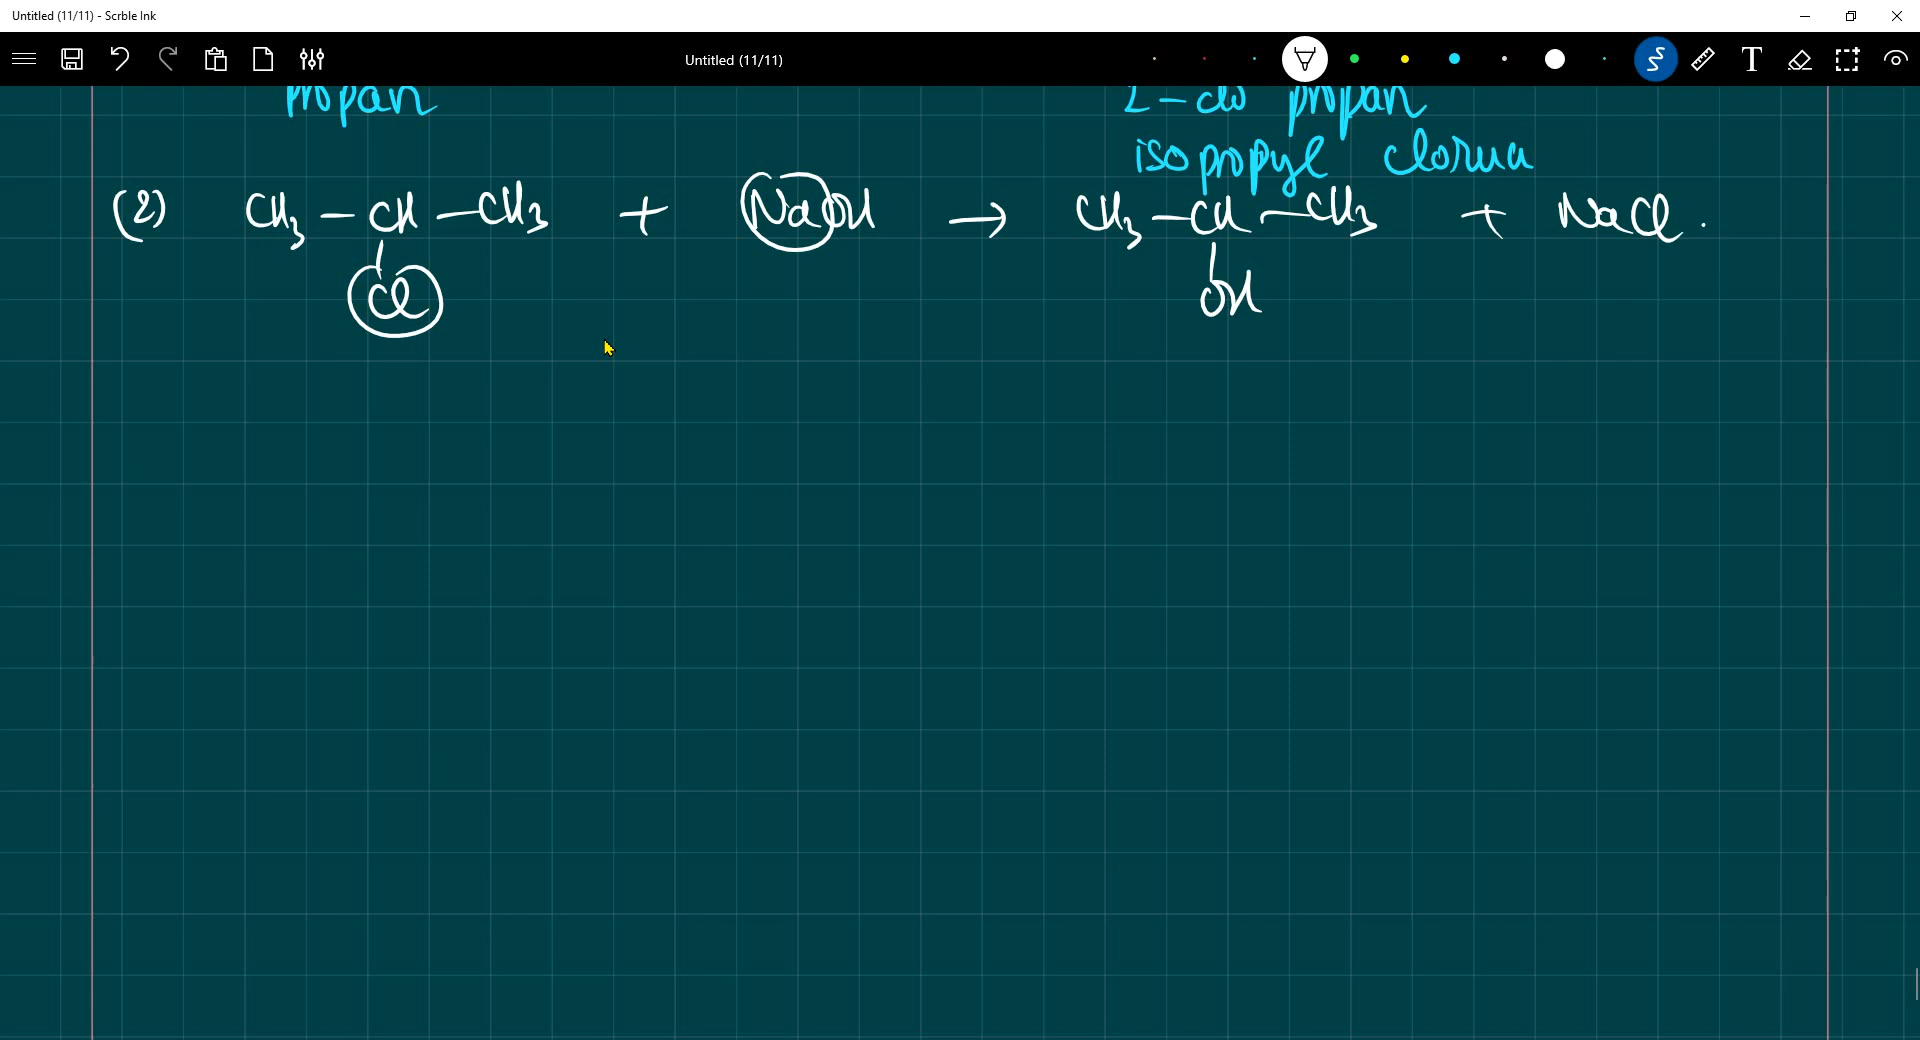 Untitled (11/11) - Scrble Ink
Untitled (11/11)
T
propan
2-clo propan
isopropyl clorua
(2) CH3 - CH - CH3 + NaOH → CH3 - CH - CH3 + NaCl.
Cl OH